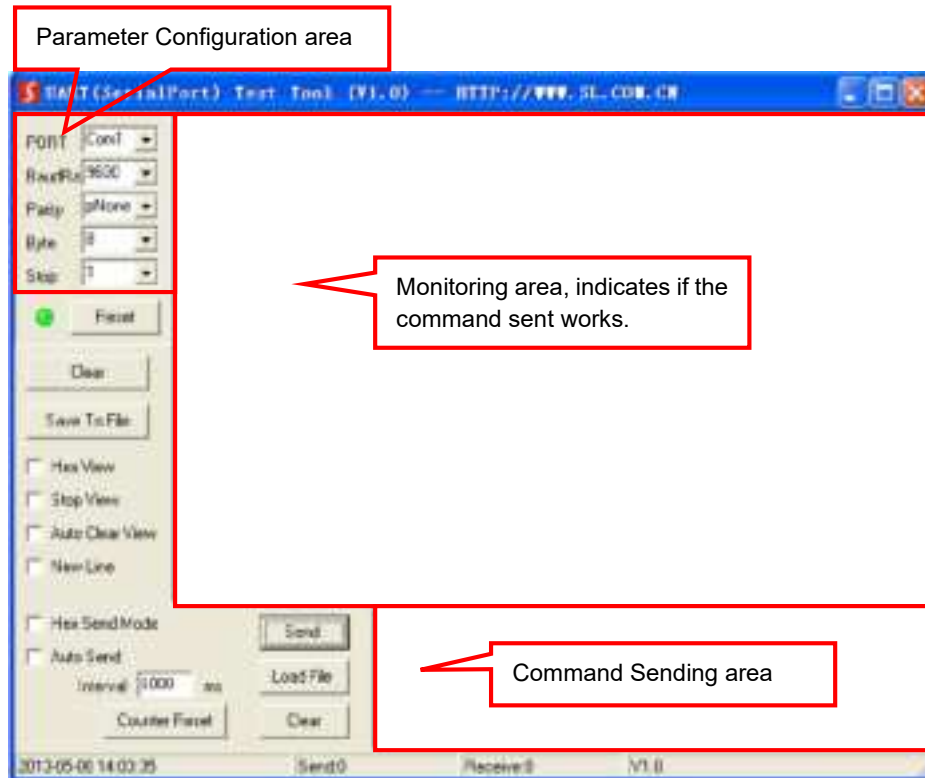 Parameter Configuration area
UART(SerialPort) Test Tool (V1.0) -- HTTP://WWW.SL.COM.CN
PORT Com1
BaudRa 9600
Parity pNone
Byte 8
Stop 1
Monitoring area, indicates if the
command sent works.
Reset
Clear
Save To File
Hex View
Stop View
Auto Clear View
New Line
Hex Send Mode
Send
Auto Send
Interval 1000 ms
Load File
Command Sending area
Counter Reset
Clear
2013-05-06 14:03:35 Send:0 Receive:0 V1.0